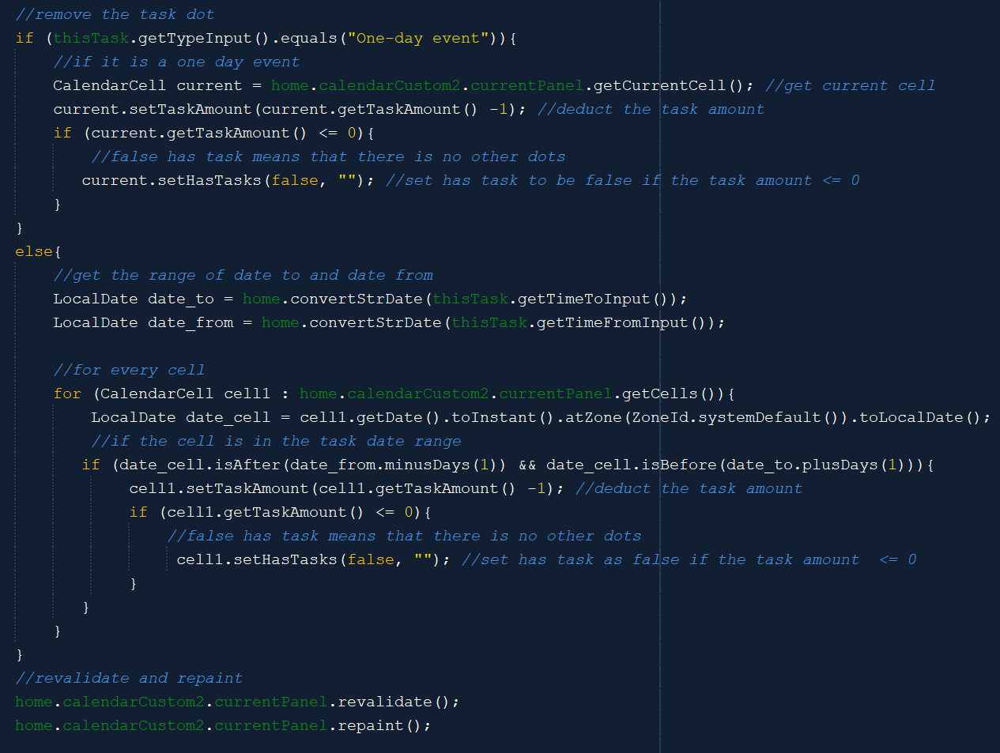 //remove the task dot
if (thisTask.getTypeInput().equals("One-day event")){
    //if it is a one day event
    CalendarCell current = home.calendarCustom2.currentPanel.getCurrentCell(); //get current cell
    current.setTaskAmount(current.getTaskAmount() -1); //deduct the task amount
    if (current.getTaskAmount() <= 0){
        //false has task means that there is no other dots
       current.setHasTasks(false, ""); //set has task to be false if the task amount <= 0
    }
}
else{
    //get the range of date to and date from
    LocalDate date_to = home.convertStrDate(thisTask.getTimeToInput());
    LocalDate date_from = home.convertStrDate(thisTask.getTimeFromInput());

    //for every cell
    for (CalendarCell cell1 : home.calendarCustom2.currentPanel.getCells()){
        LocalDate date_cell = cell1.getDate().toInstant().atZone(ZoneId.systemDefault()).toLocalDate();
        //if the cell is in the task date range
       if (date_cell.isAfter(date_from.minusDays(1)) && date_cell.isBefore(date_to.plusDays(1))){
            cell1.setTaskAmount(cell1.getTaskAmount() -1); //deduct the task amount
            if (cell1.getTaskAmount() <= 0){
                //false has task means that there is no other dots
                 cell1.setHasTasks(false, ""); //set has task as false if the task amount  <= 0
            }
       }
    }
}
//revalidate and repaint
home.calendarCustom2.currentPanel.revalidate();
home.calendarCustom2.currentPanel.repaint();